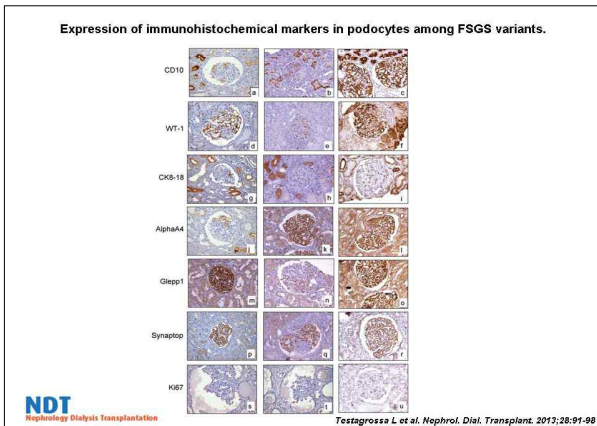 Expression of immunohistochemical markers in podocytes among FSGS variants.
CD10
a b c
WT-1
d e f
CK8-18
g h i
AlphaA4
j k l
Glepp1
m n o
Synaptop
p q r
Ki67
s t u
NDT
Nephrology Dialysis Transplantation
Testagrossa L et al. Nephrol. Dial. Transplant. 2013;28:91-98